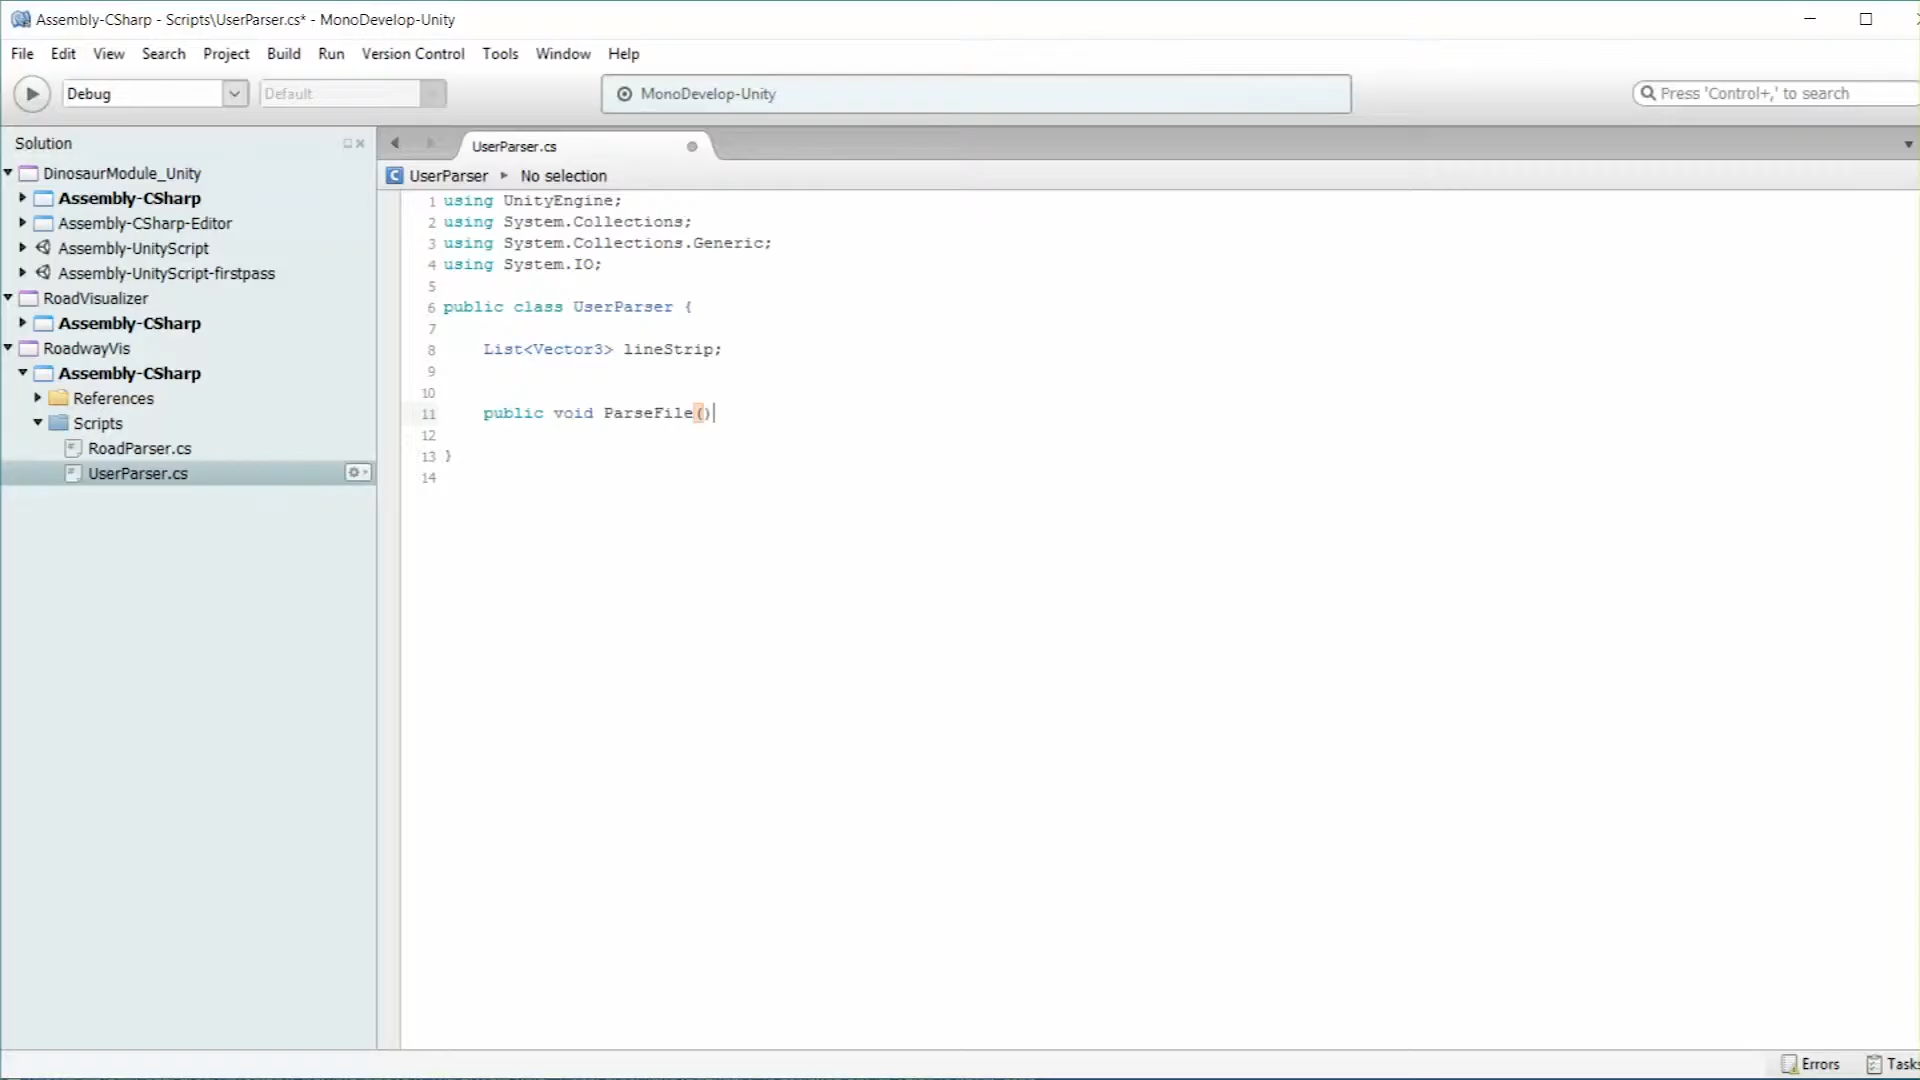 Assembly-CSharp - Scripts\UserParser.cs* - MonoDevelop-Unity
File Edit View Search Project Build Run Version Control Tools Window Help
Debug Default MonoDevelop-Unity Press 'Control+,' to search
Solution
DinosaurModule_Unity
Assembly-CSharp
Assembly-CSharp-Editor
Assembly-UnityScript
Assembly-UnityScript-firstpass
RoadVisualizer
Assembly-CSharp
RoadwayVis
Assembly-CSharp
References
Scripts
RoadParser.cs
UserParser.cs
UserParser.cs
UserParser No selection
1 using UnityEngine;
2 using System.Collections;
3 using System.Collections.Generic;
4 using System.IO;
5
6 public class UserParser {
7
8 List<Vector3> lineStrip;
9
10
11 public void ParseFile()
12
13 }
14
Errors Tasks